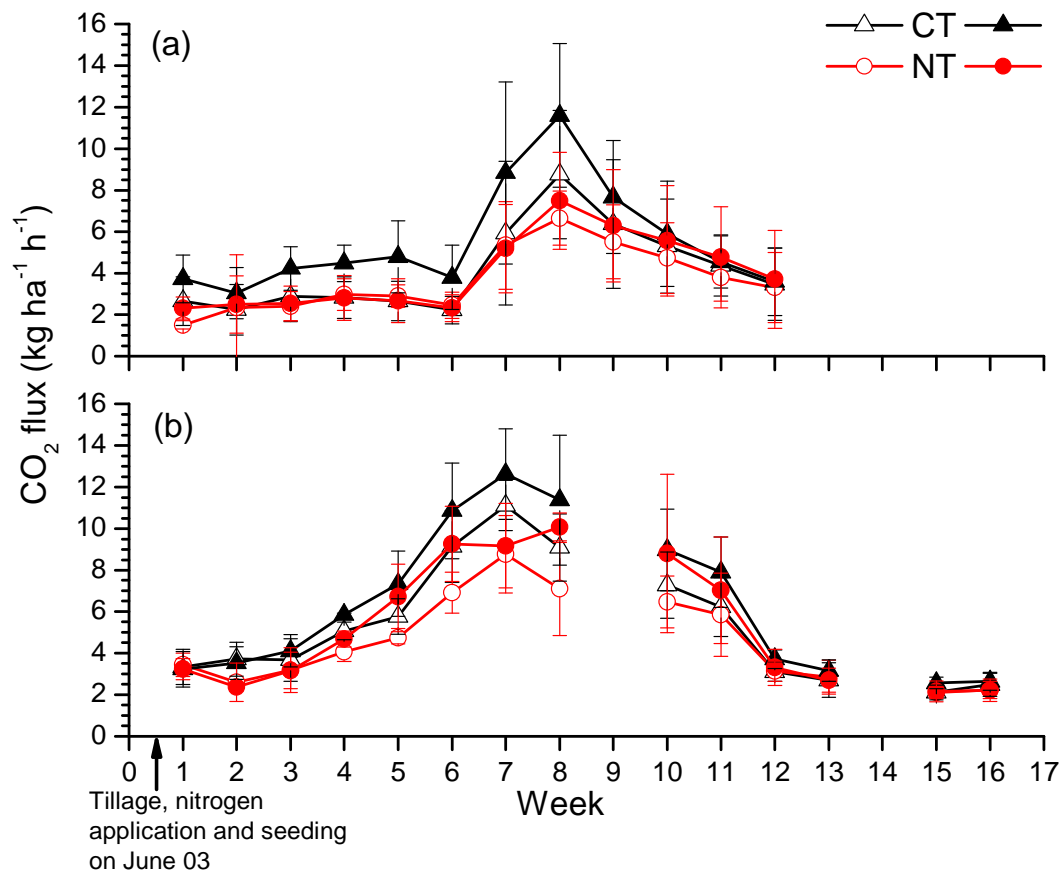 (a)
CT
NT
16
14
12
10
8
6
4
2
0
CO2 flux (kg ha-1 h-1)
(b)
16
14
12
10
8
6
4
2
0
0 1 2 3 4 5 6 7 8 10 11 12 13 14 15 16 17
Week
Tillage, nitrogen
application and seeding
on June 03